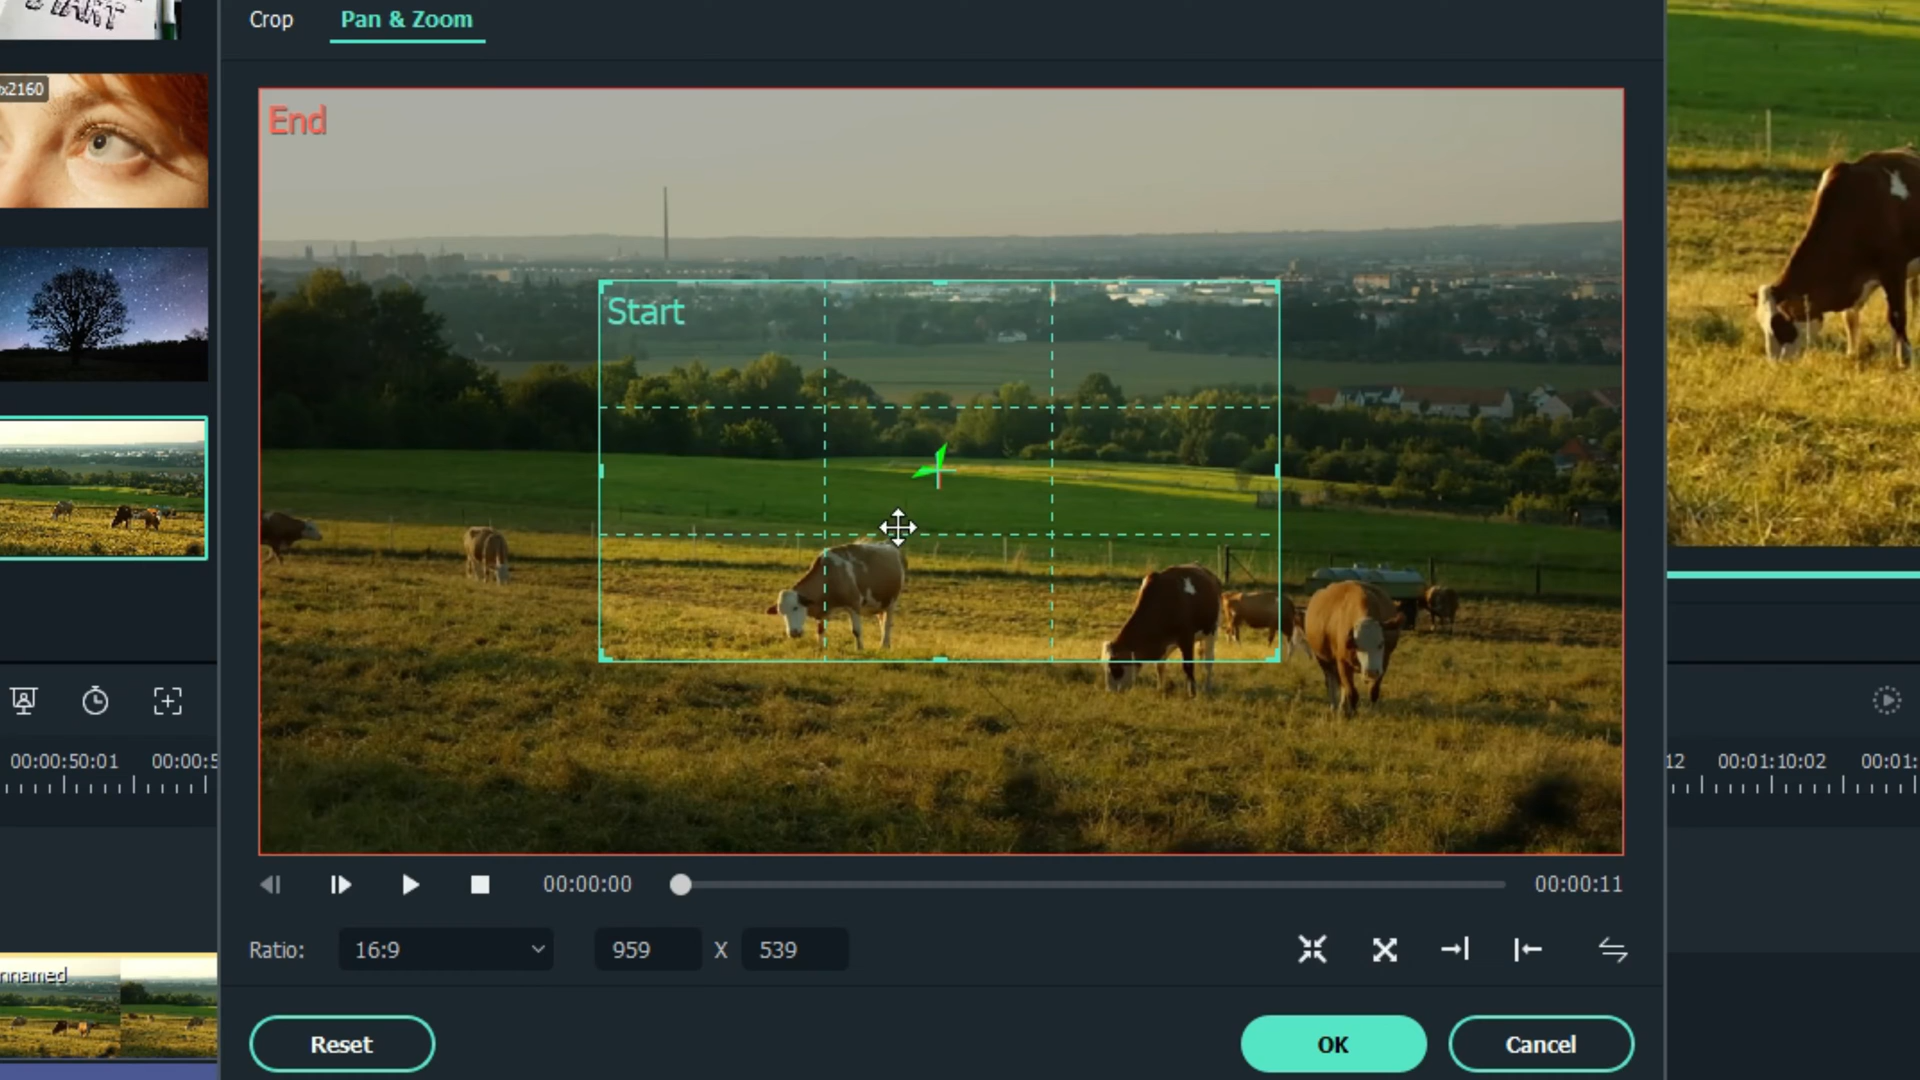 START
x2160
Crop
Pan & Zoom
End
Start
00:00:50:01
00:00:5
12
00:01:10:02
00:01:
00:00:00
00:00:11
Ratio:
16:9
959
X
539
nnamed
Reset
OK
Cancel